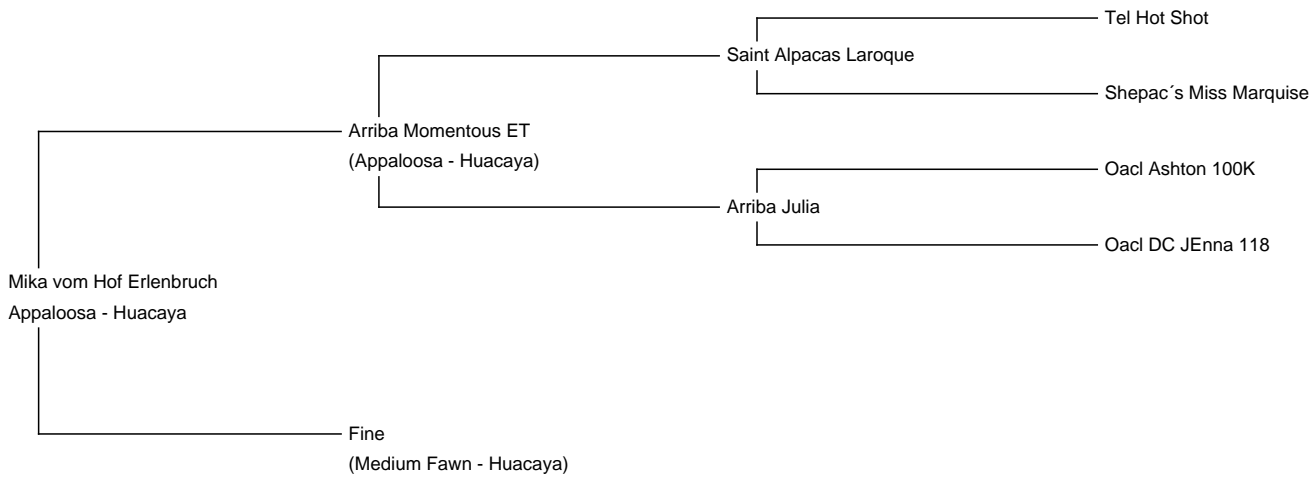 Tel Hot Shot
Saint Alpacas Laroque
Shepac´s Miss Marquise
Arriba Momentous ET
(Appaloosa - Huacaya)
Oacl Ashton 100K
Arriba Julia
Oacl DC JEnna 118
Mika vom Hof Erlenbruch
Appaloosa - Huacaya
Fine
(Medium Fawn - Huacaya)